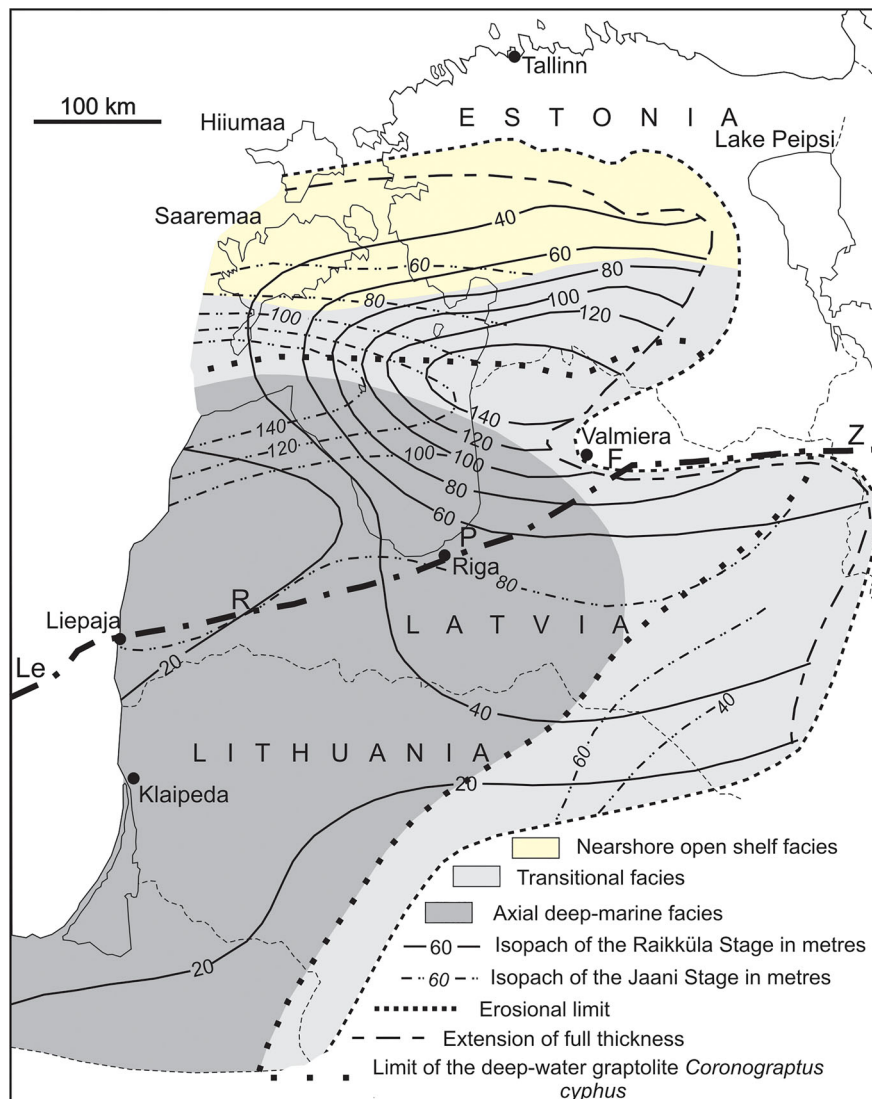 Tallinn
100 km
E S T O N I A
Hiiumaa
Lake Peipsi
Saaremaa
40
60
60
80
80
100
100
120
140
140
120
120
100
100
80
60
Valmiera
F
Z
P
Riga
80
R
Liepaja
L A T V I A
Le
20
40
40
60
L I T H U A N I A
20
Klaipeda
20
Nearshore open shelf facies
Transitional facies
Axial deep-marine facies
60 Isopach of the Raikküla Stage in metres
60 Isopach of the Jaani Stage in metres
Erosional limit
Extension of full thickness
Limit of the deep-water graptolite Coronograptus
cyphus